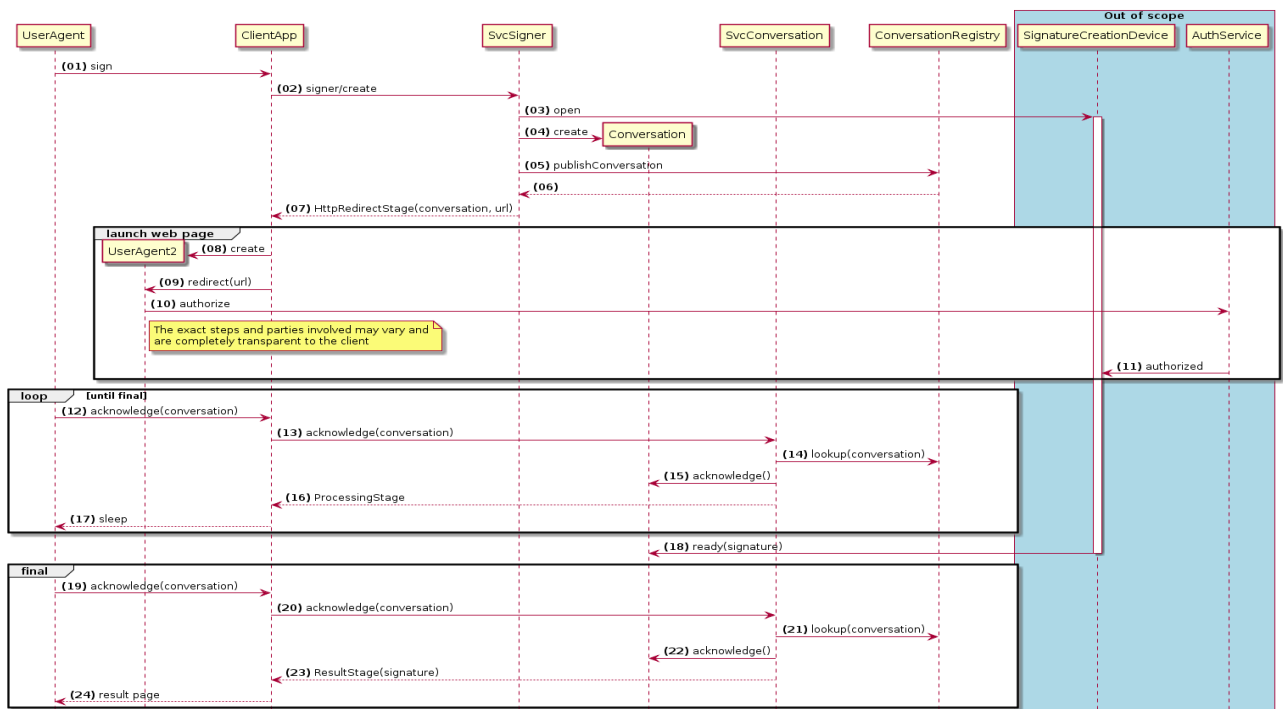 Out of scope
UserAgent ClientApp SvcSigner SvcConversation ConversationRegistry SignatureCreationDevice AuthService
(01) sign
(02) signer/create
(03) open
(04) create Conversation
(05) publishConversation
(06)
(07) HttpRedirectStage(conversation, url)
launch web page
UserAgent2 (08) create
(09) redirect(url)
(10) authorize
The exact steps and parties involved may vary and
are completely transparent to the client
(11) authorized
loop [until final]
(12) acknowledge(conversation)
(13) acknowledge(conversation)
(14) lookup(conversation)
(15) acknowledge()
(16) ProcessingStage
(17) sleep
(18) ready(signature)
final
(19) acknowledge(conversation)
(20) acknowledge(conversation)
(21) lookup(conversation)
(22) acknowledge()
(23) ResultStage(signature)
(24) result page